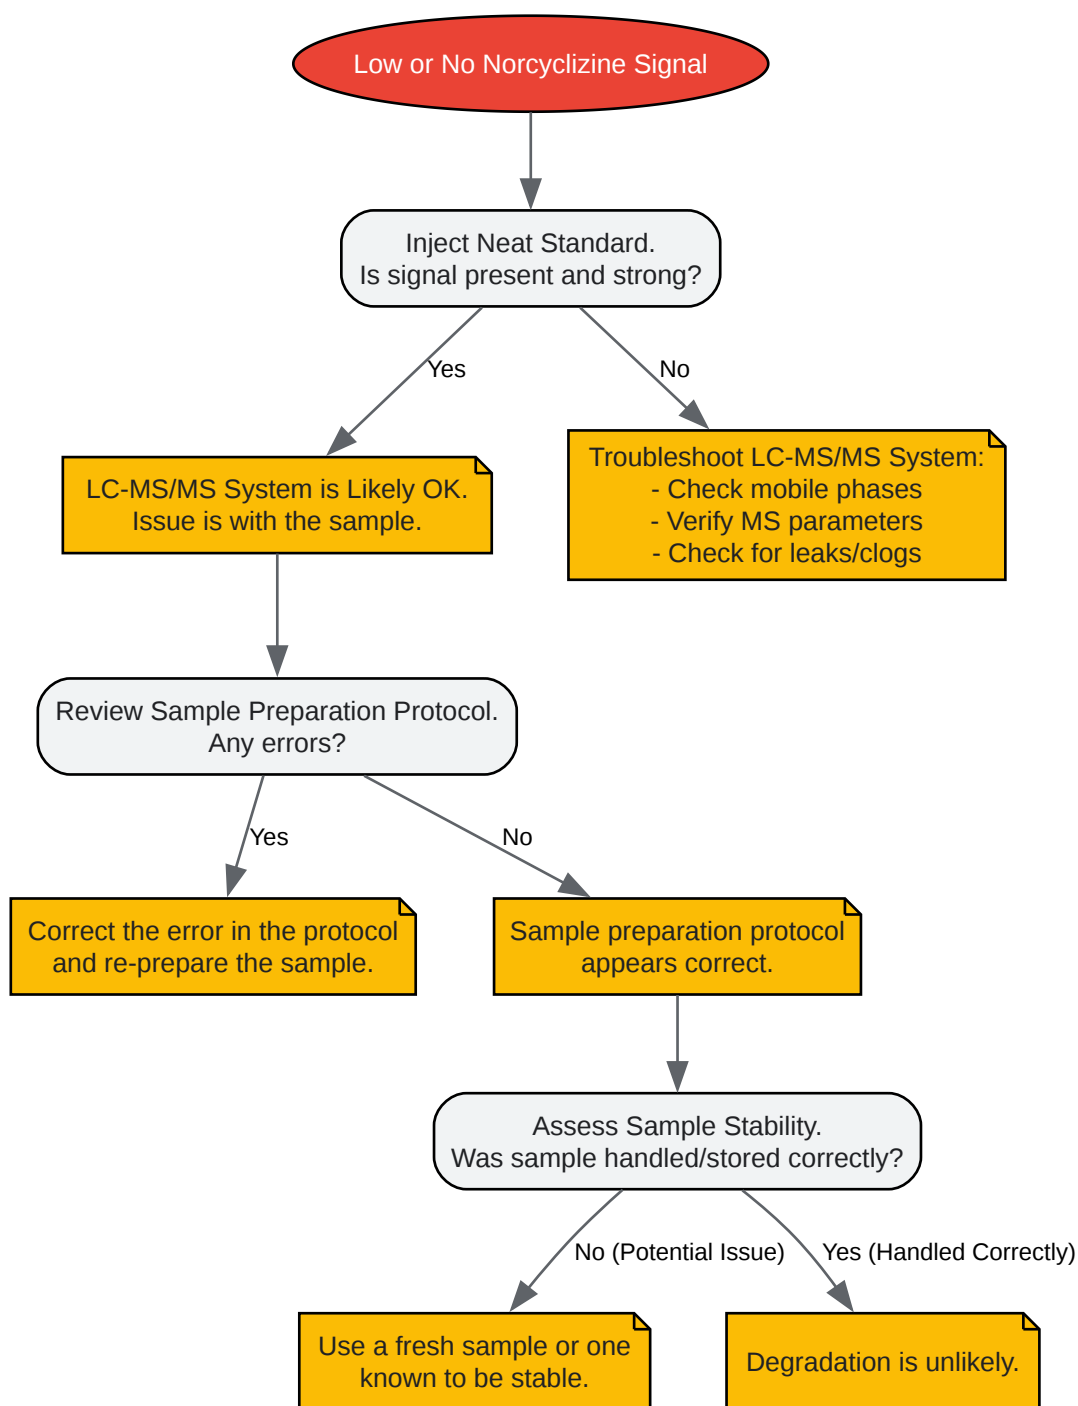 Low or No Norcyclizine Signal
Inject Neat Standard.
Is signal present and strong?
Yes
No
LC-MS/MS System is Likely OK.
Issue is with the sample.
Troubleshoot LC-MS/MS System:
- Check mobile phases
- Verify MS parameters
- Check for leaks/clogs
Review Sample Preparation Protocol.
Any errors?
Yes
No
Correct the error in the protocol
and re-prepare the sample.
Sample preparation protocol
appears correct.
Assess Sample Stability.
Was sample handled/stored correctly?
No (Potential Issue)
Yes (Handled Correctly)
Use a fresh sample or one
known to be stable.
Degradation is unlikely.